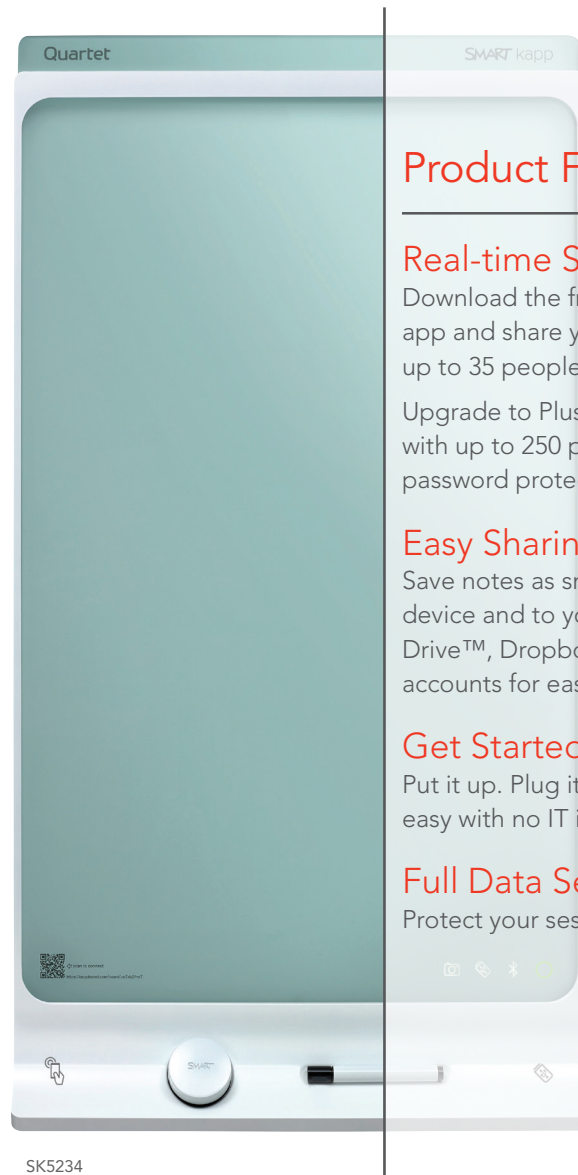 Quartet
SMART kapp
Product F
Real-time S
Download the fr
app and share y
up to 35 people
Upgrade to Plus
with up to 250 p
password prote
Easy Sharin
Save notes as sn
device and to yo
Drive™, Dropbo
accounts for eas
Get Started
Put it up. Plug it
easy with no IT i
Full Data Se
Protect your ses
SMART
SK5234